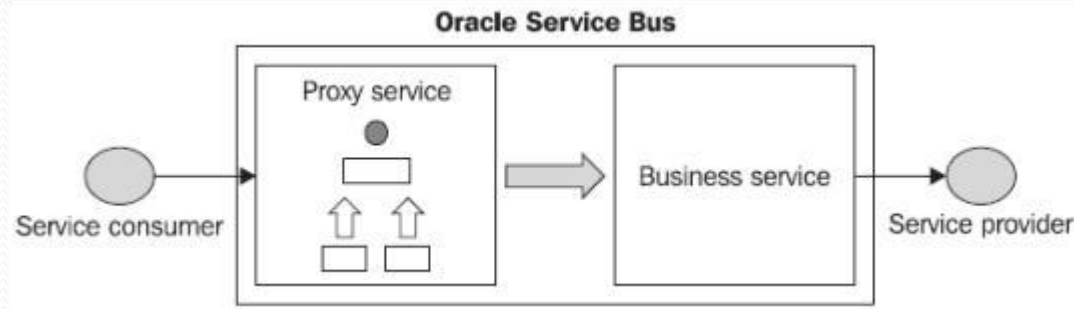 Oracle Service Bus
Proxy service
Business service
Service consumer
Service provider